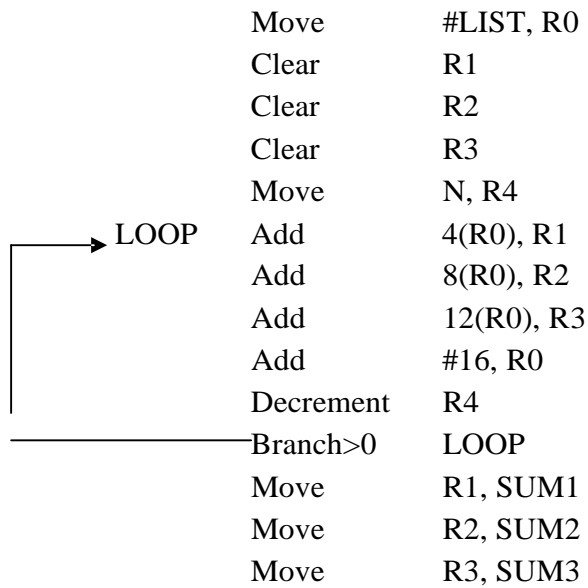 Move #LIST, R0
Clear R1
Clear R2
Clear R3
Move N, R4
LOOP Add 4(R0), R1
Add 8(R0), R2
Add 12(R0), R3
Add #16, R0
Decrement R4
Branch>0 LOOP
Move R1, SUM1
Move R2, SUM2
Move R3, SUM3